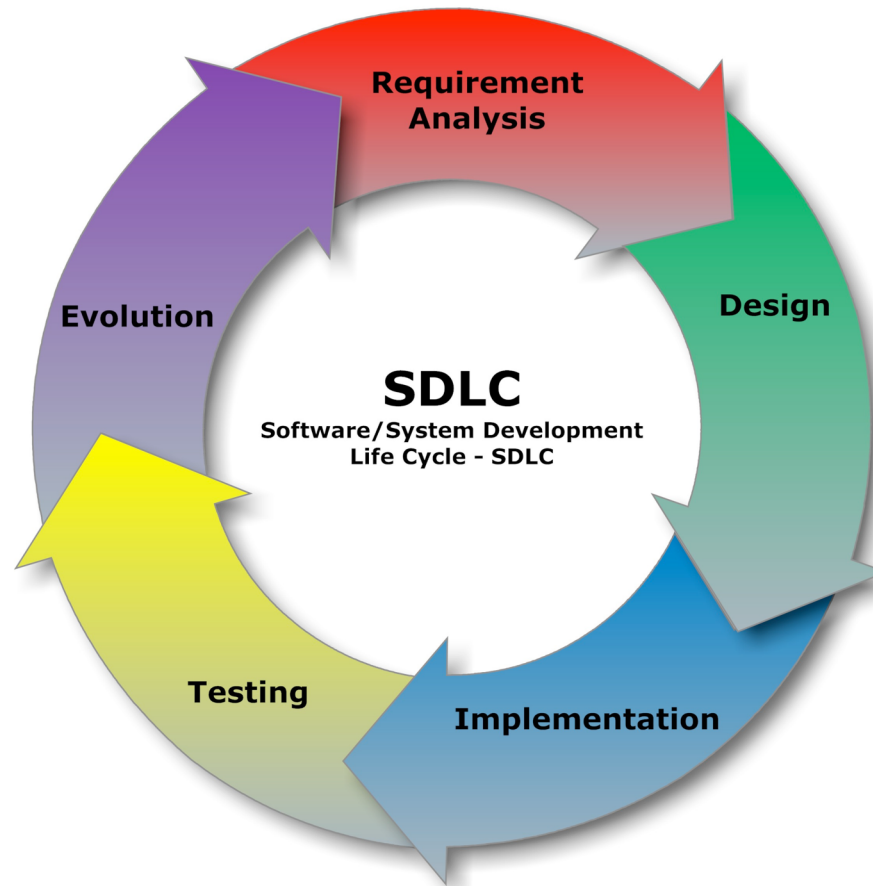 Requirement
Analysis
Design
Evolution
SDLC
Software/System Development
Life Cycle - SDLC
Testing
Implementation